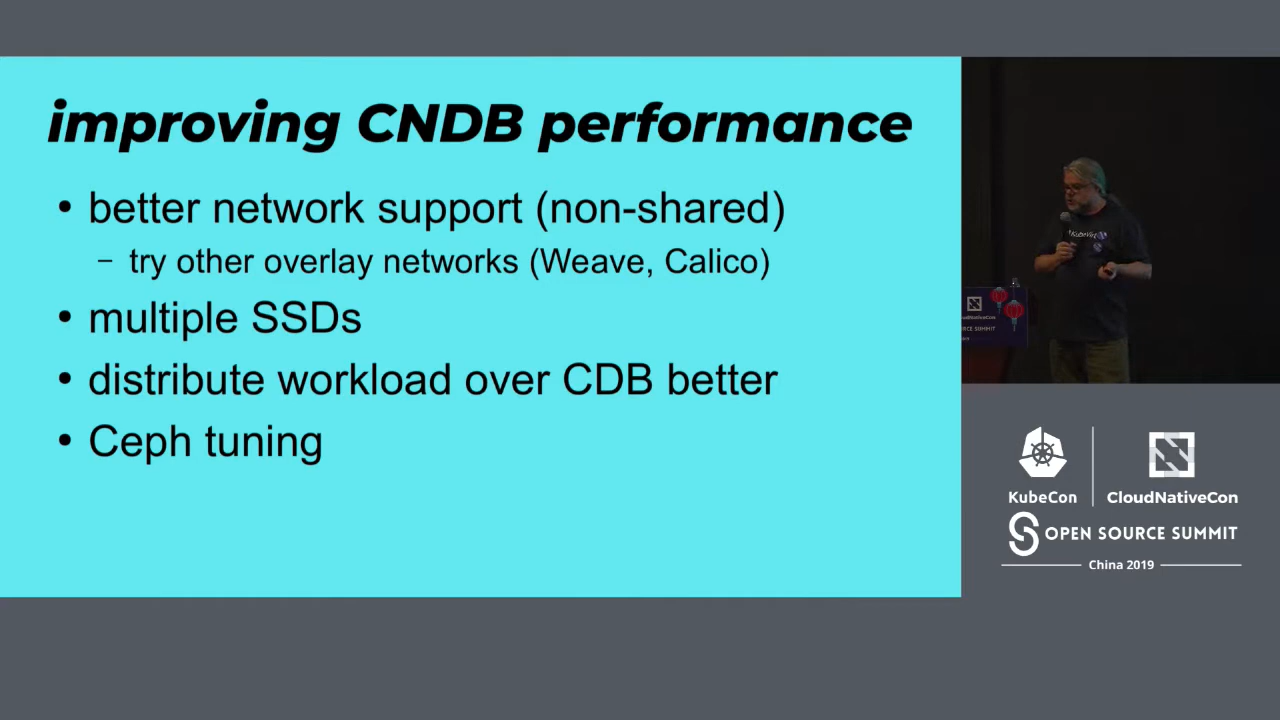 improving CNDB performance
• better network support (non-shared)
– try other overlay networks (Weave, Calico)
• multiple SSDs
• distribute workload over CDB better
• Ceph tuning
KubeCon
CloudNativeCon
OPEN SOURCE SUMMIT
China 2019